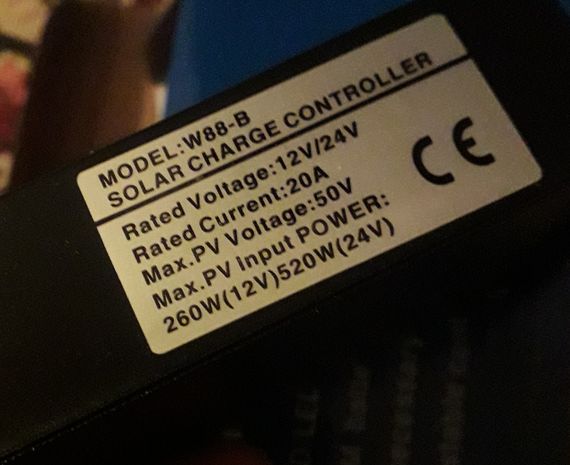 MODEL:W88-B
SOLAR CHARGE CONTROLLER
Rated Voltage:12V/24V
Rated Current:20A
Max.PV Voltage:50V
Max.PV Input POWER:
260W(12V)520W(24V)
CE